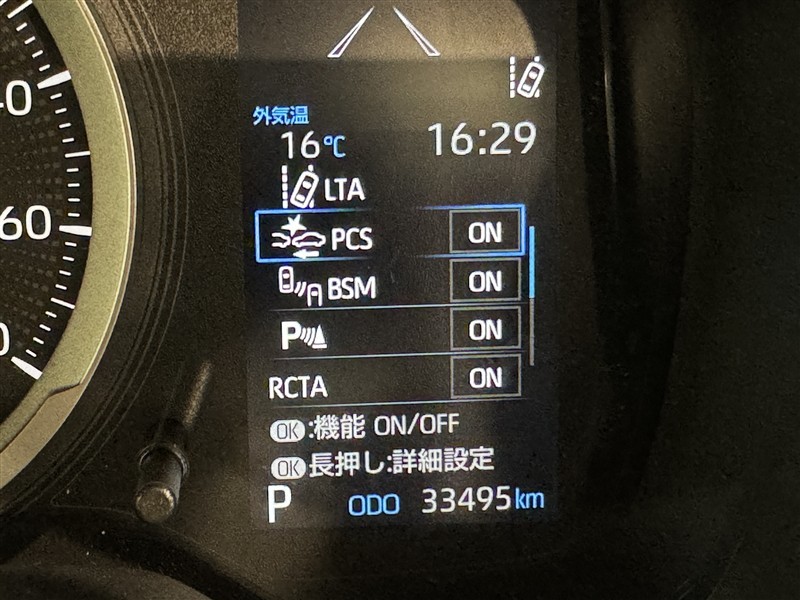 外気温
16℃ 16:29
LTA
PCS ON
BSM ON
P ON
RCTA ON
OK:機能 ON/OFF
OK長押し:詳細設定
P ODO 33495km
60